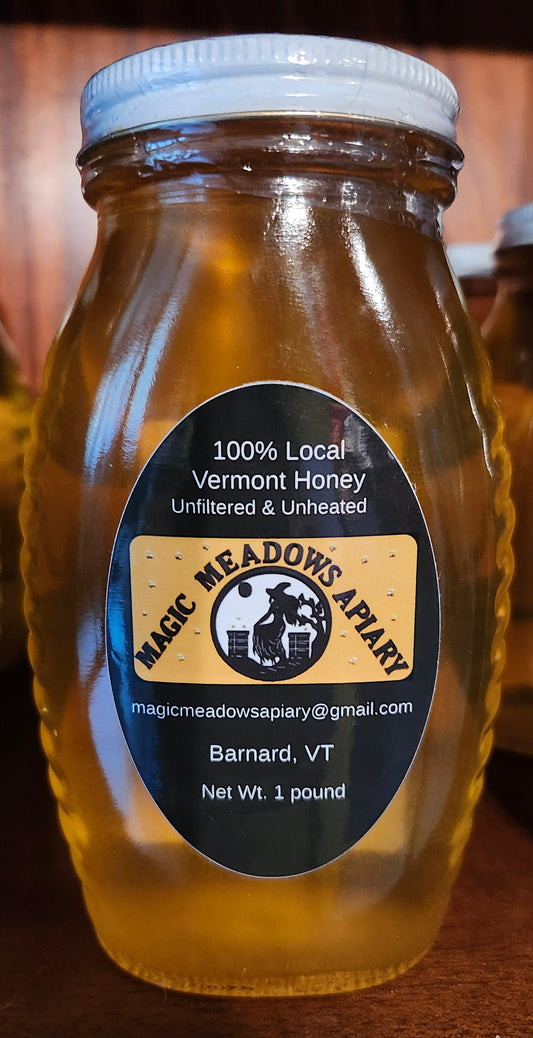 100% Local
Vermont Honey
Unfiltered & Unheated
MAGIC MEADOWS APIARY
magicmeadowsapiary@gmail.com
Barnard, VT
Net Wt. 1 pound